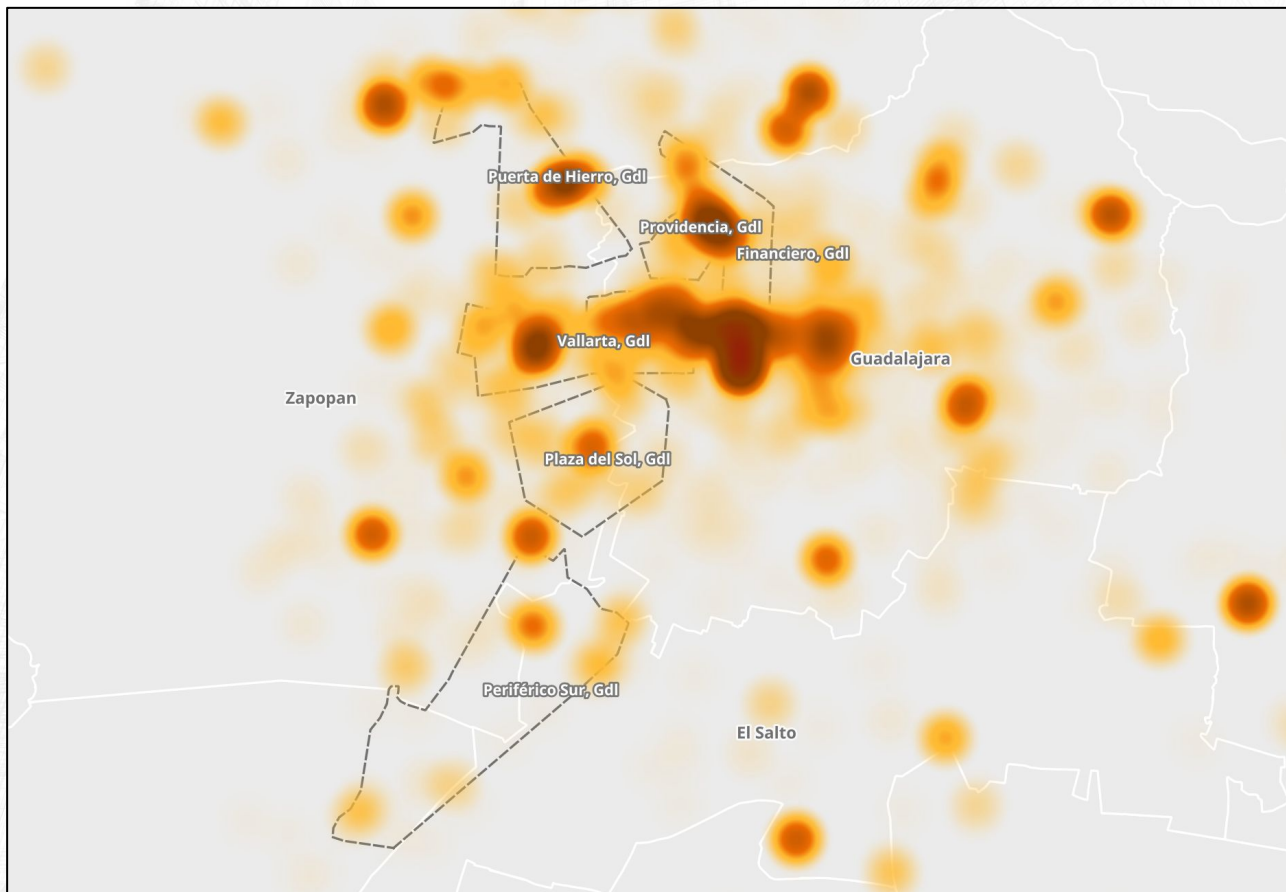 Puerta de Hierro, Gdl
Providencia, Gdl
Financiero, Gdl
Vallarta, Gdl
Guadalajara
Zapopan
Plaza del Sol, Gdl
Periférico Sur, Gdl
El Salto